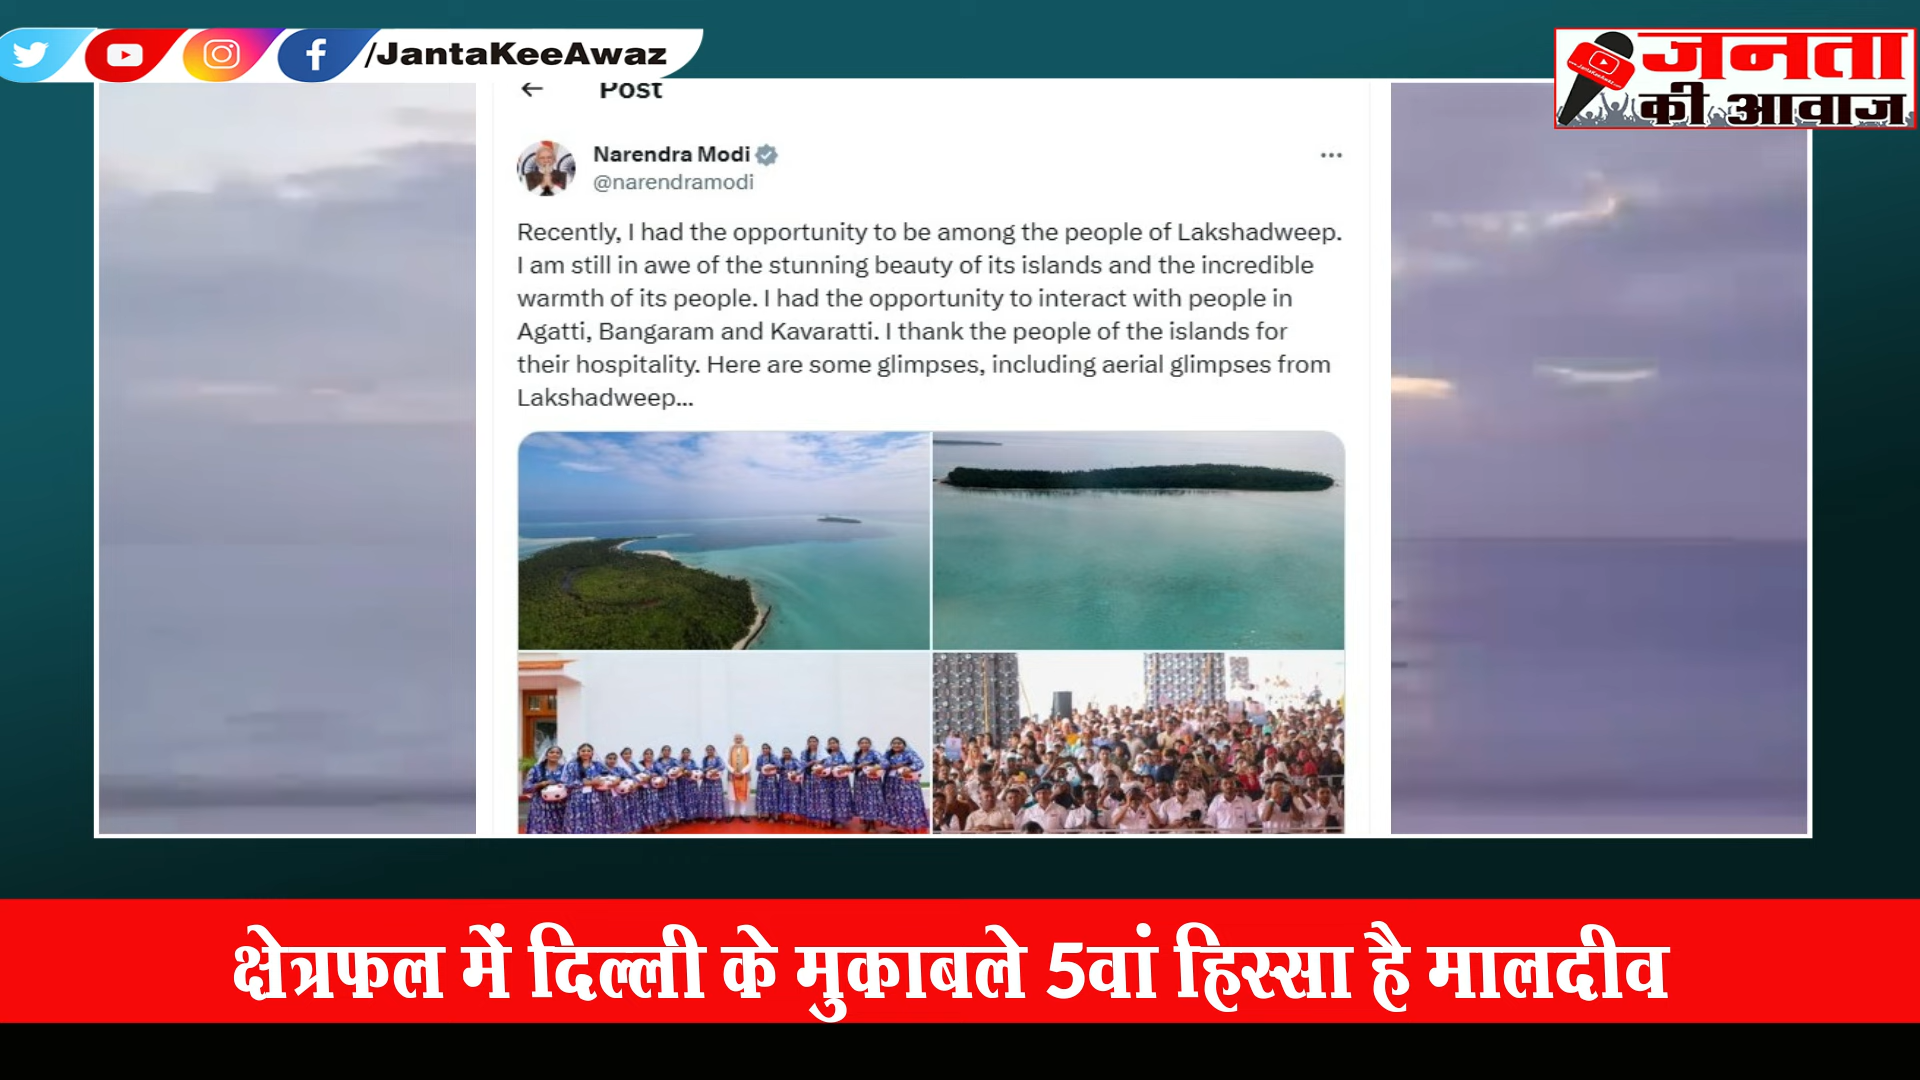 /JantaKeeAwaz
जनता
की आवाज
Post
Narendra Modi
@narendramodi
Recently, I had the opportunity to be among the people of Lakshadweep.
I am still in awe of the stunning beauty of its islands and the incredible
warmth of its people. I had the opportunity to interact with people in
Agatti, Bangaram and Kavaratti. I thank the people of the islands for
their hospitality. Here are some glimpses, including aerial glimpses from
Lakshadweep...
क्षेत्रफल में दिल्ली के मुकाबले 5वां हिस्सा है मालदीव